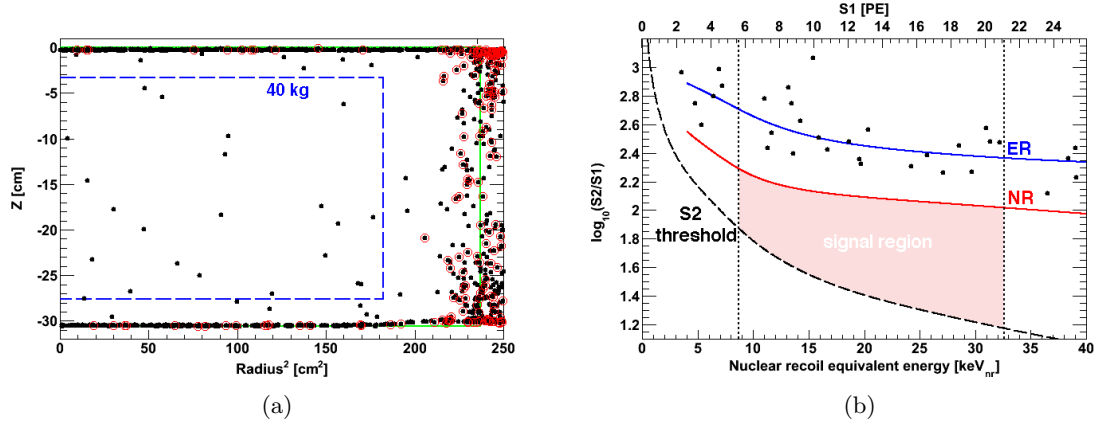 0
-5
-10
-15
-20
-25
-30
Z [cm]
40 kg
0 50 100 150 200 250
Radius² [cm²]
(a)
S1 [PE]
0 2 4 6 8 10 12 14 16 18 20 22 24
3
2.8
2.6
2.4
2.2
2
1.8
1.6
1.4
1.2
log₁₀(S2/S1)
ER
NR
S2
threshold
signal region
0 5 10 15 20 25 30 35 40
Nuclear recoil equivalent energy [keVₙᵣ]
(b)